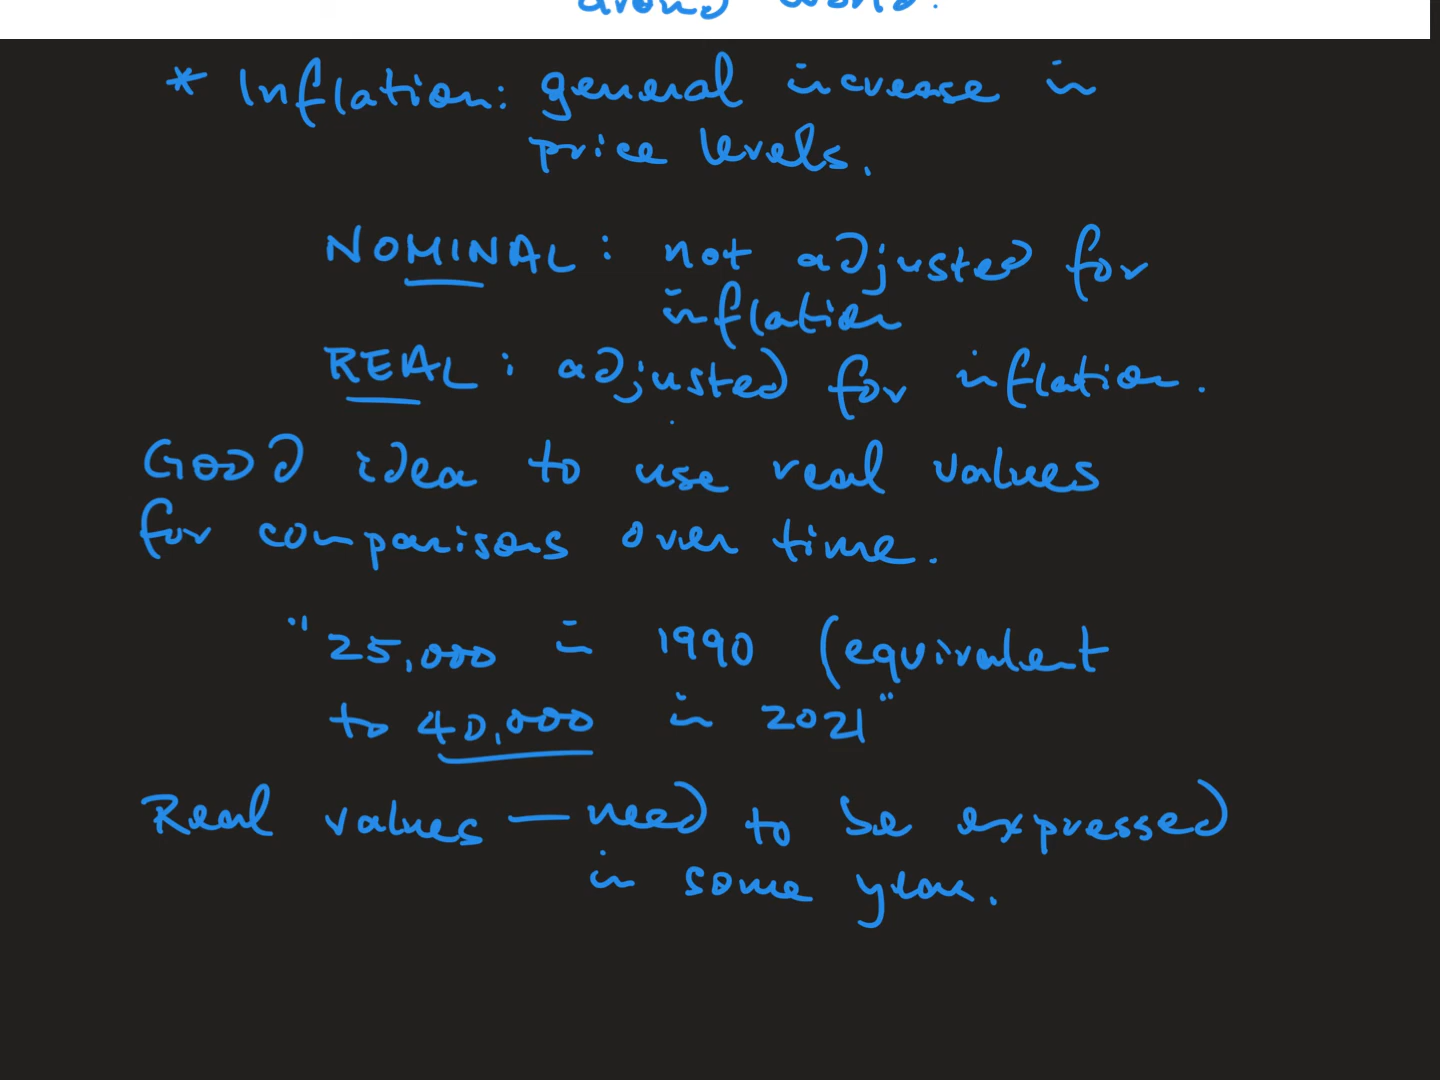 around world.
* Inflation: general increase in
price levels.
NOMINAL: not adjusted for
inflation
REAL: adjusted for inflation.
Good idea to use real values
for comparisons over time.
"25,000 in 1990 (equivalent
to 40,000 in 2021"
Real values — need to be expressed
in some year.